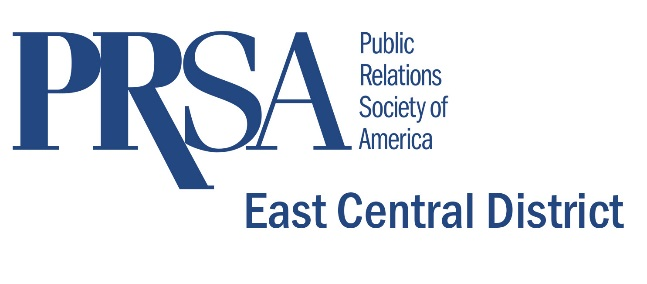 PRSA
Public
Relations
Society of
America
East Central District